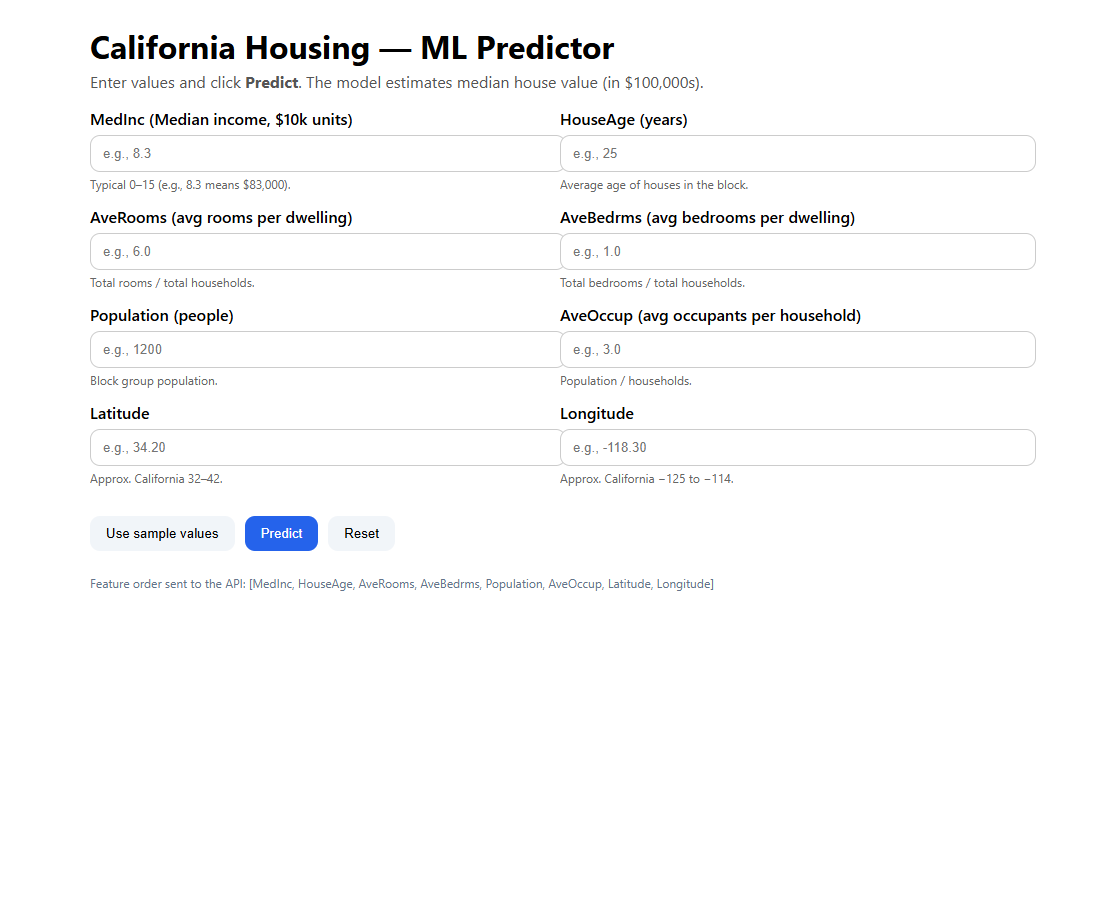 California Housing — ML Predictor
Enter values and click Predict. The model estimates median house value (in $100,000s).
MedInc (Median income, $10k units)
HouseAge (years)
e.g., 8.3
e.g., 25
Typical 0–15 (e.g., 8.3 means $83,000).
Average age of houses in the block.
AveRooms (avg rooms per dwelling)
AveBedrms (avg bedrooms per dwelling)
e.g., 6.0
e.g., 1.0
Total rooms / total households.
Total bedrooms / total households.
Population (people)
AveOccup (avg occupants per household)
e.g., 1200
e.g., 3.0
Block group population.
Population / households.
Latitude
Longitude
e.g., 34.20
e.g., -118.30
Approx. California 32–42.
Approx. California −125 to −114.
Use sample values
Predict
Reset
Feature order sent to the API: [MedInc, HouseAge, AveRooms, AveBedrms, Population, AveOccup, Latitude, Longitude]